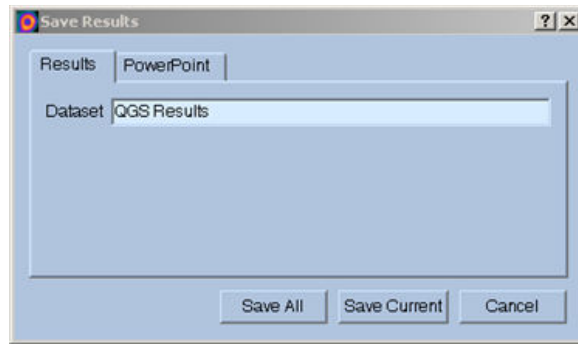 Save Results
Results PowerPoint
Dataset QGS Results
Save All Save Current Cancel